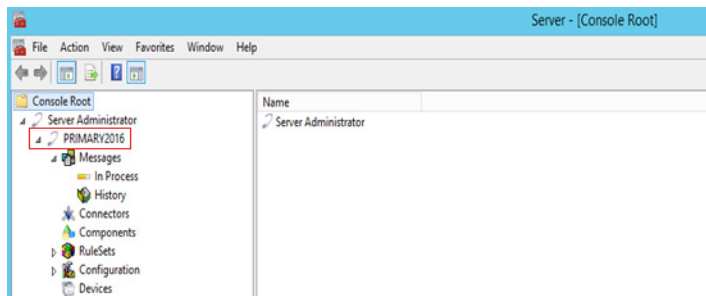 Server - [Console Root]
File Action View Favorites Window Help
Console Root
Server Administrator
PRIMARY2016
Messages
In Process
History
Connectors
Components
RuleSets
Configuration
Devices
Name
Server Administrator